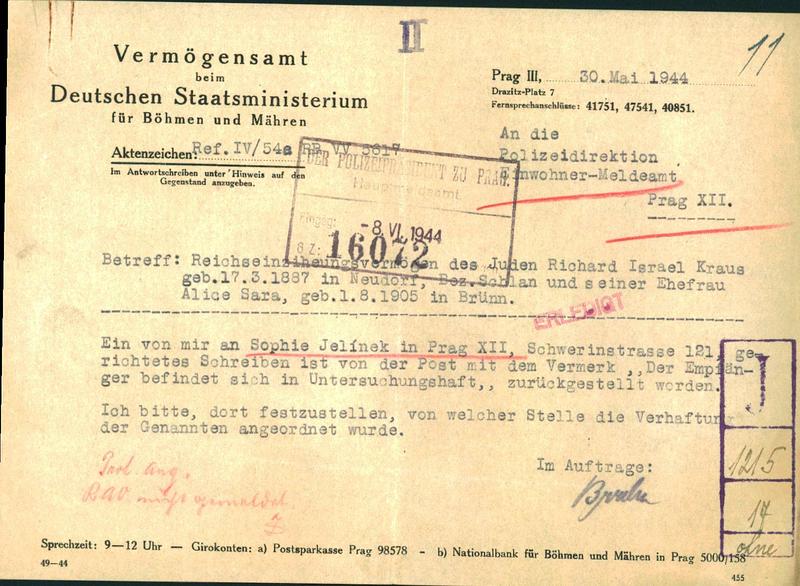 II
11
Vermögensamt
beim
Deutschen Staatsministerium
für Böhmen und Mähren
Prag III, 30. Mai 1944
Drazitz-Platz 7
Fernsprechanschlüsse: 41751, 47541, 40851.
Aktenzeichen: Ref. IV/54a RB VV 3617
Im Antwortschreiben unter Hinweis auf den
Gegenstand anzugeben.
An die
Polizeidirektion
Einwohner-Meldeamt
Prag XII.
DER POLIZEIPRÄSIDENT ZU PRAG.
Hauptmeldeamt.
Eingeg: -8. VI. 1944
G Z: 16072
Betreff: Reichseinziehungsvermögen des Juden Richard Israel Kraus
geb.17.3.1887 in Neudorf, Bez.Schlan und seiner Ehefrau
Alice Sara, geb.1.8.1905 in Brünn.
ERLEDIGT
Ein von mir an Sophie Jelínek in Prag XII, Schwerinstrasse 121, ge-
richtetes Schreiben ist von der Post mit dem Vermerk ,,Der Empfän-
ger befindet sich in Untersuchungshaft,, zurückgestellt worden.
Ich bitte, dort festzustellen, von welcher Stelle die Verhaftung
der Genannten angeordnet wurde.
Im Auftrage:
nicht gemeldet.
1215
17
ohne
Sprechzeit: 9—12 Uhr — Girokonten: a) Postsparkasse Prag 98578 - b) Nationalbank für Böhmen und Mähren in Prag 5000/158
49—44
455